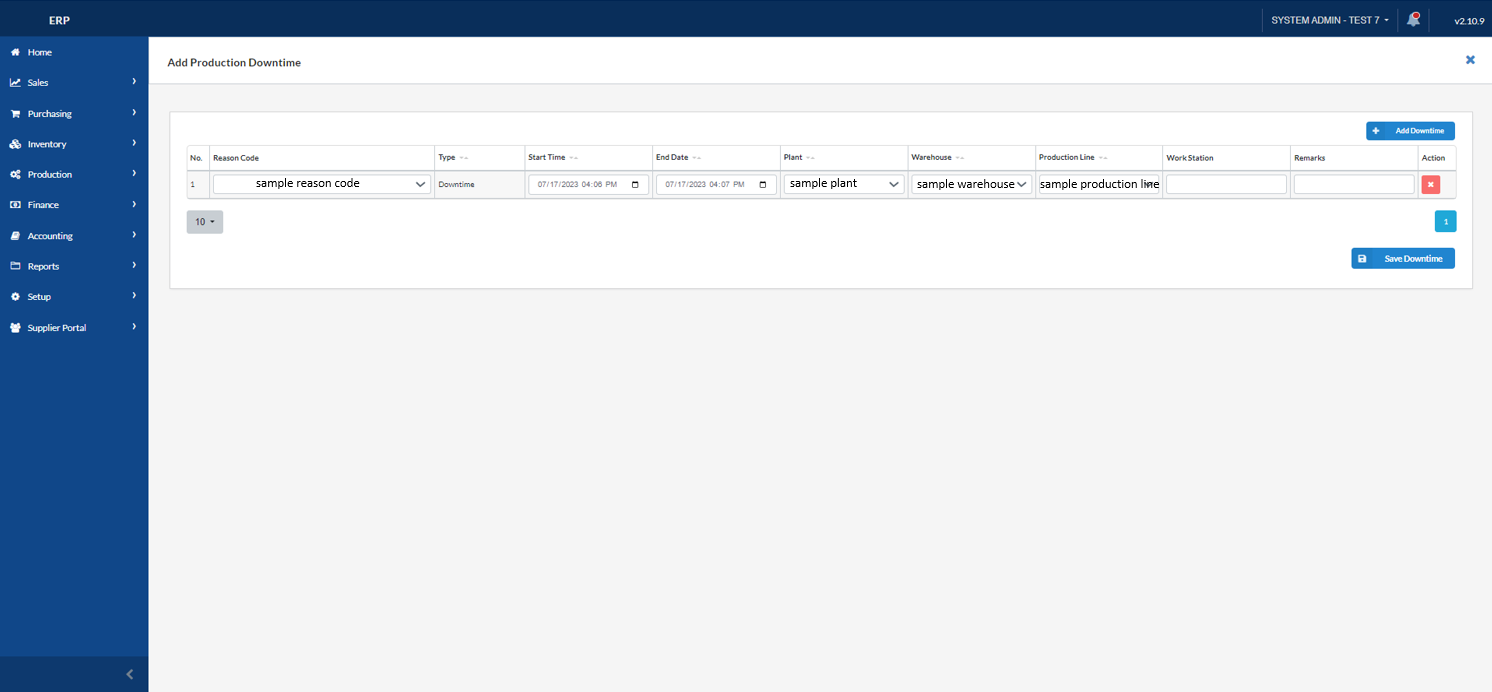 ERP
SYSTEM ADMIN - TEST 7
v2.10.9
Home
Sales
Purchasing
Inventory
Production
Finance
Accounting
Reports
Setup
Supplier Portal
Add Production Downtime
Add Downtime
No. Reason Code Type Start Time End Date Plant Warehouse Production Line Work Station Remarks Action
1 sample reason code Downtime 07/17/2023 04:06 PM 07/17/2023 04:07 PM sample plant sample warehouse sample production line
10
1
Save Downtime